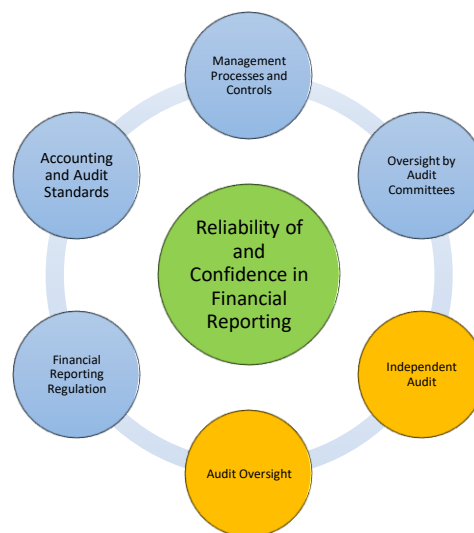 Management
Processes and
Controls
Oversight by
Audit
Committees
Independent
Audit
Audit Oversight
Financial
Reporting
Regulation
Accounting
and Audit
Standards
Reliability of
and
Confidence in
Financial
Reporting